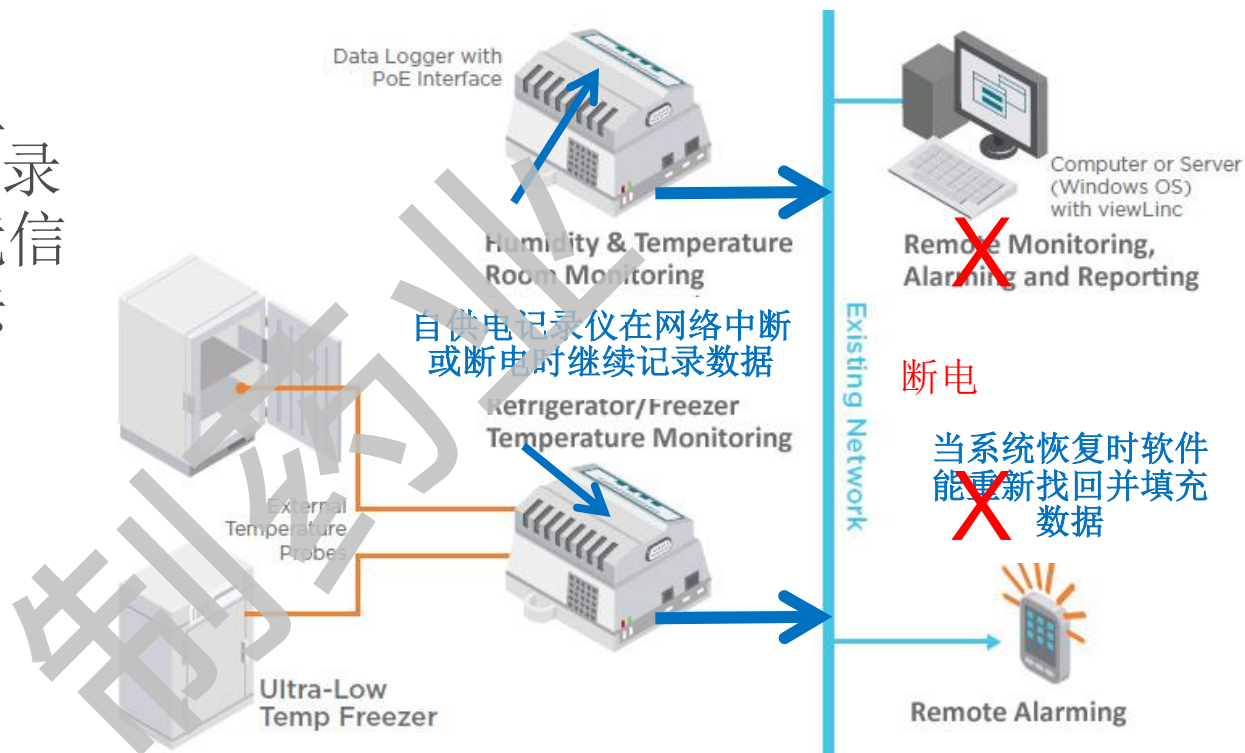 Data Logger with
PoE Interface
录
信
Humidity & Temperature
Room Monitoring
自供电记录仪在网络中断
或断电时继续记录数据
Refrigerator/Freezer
Temperature Monitoring
External
Temperature
Probes
Ultra-Low
Temp Freezer
Existing Network
Computer or Server
(Windows OS)
with viewLinc
Remote Monitoring,
Alarming and Reporting
X
断电
当系统恢复时软件
能重新找回并填充
数据
X
Remote Alarming
制药业